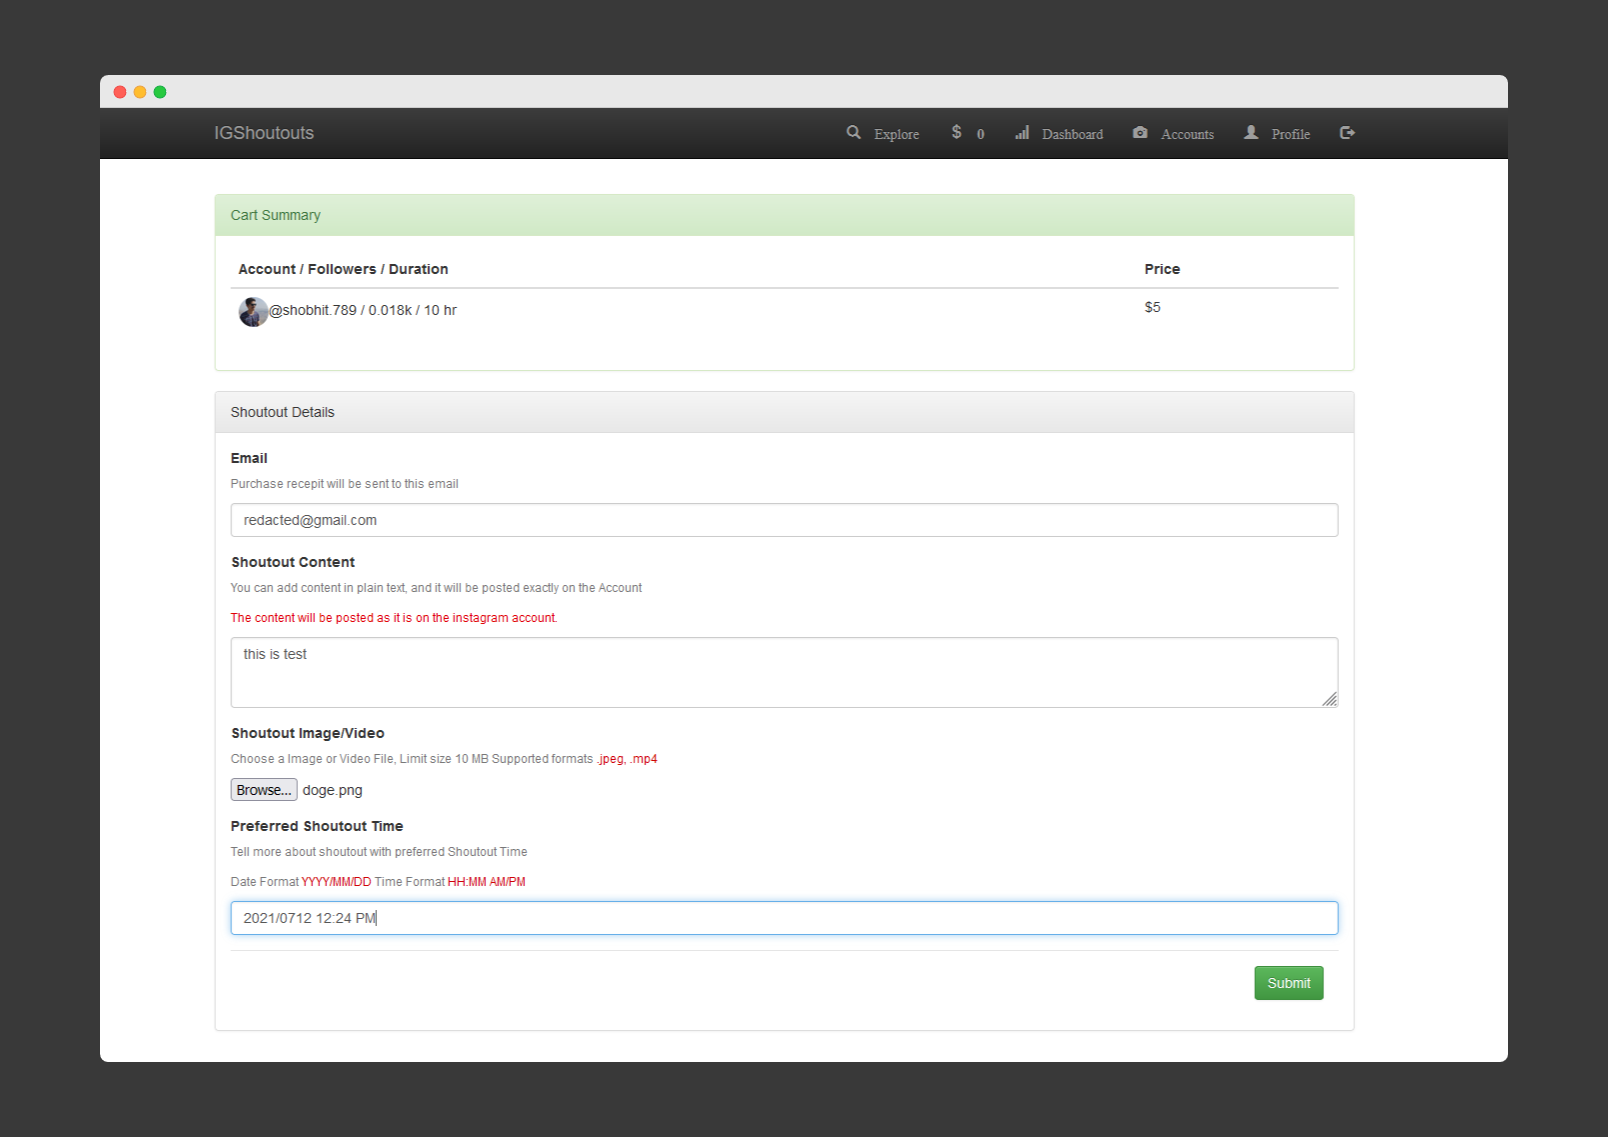 IGShoutouts Explore $ 0 Dashboard Accounts Profile
Cart Summary
Account / Followers / Duration Price
@shobhit.789 / 0.018k / 10 hr $5
Shoutout Details
Email
Purchase recepit will be sent to this email
redacted@gmail.com
Shoutout Content
You can add content in plain text, and it will be posted exactly on the Account
The content will be posted as it is on the instagram account.
this is test
Shoutout Image/Video
Choose a Image or Video File, Limit size 10 MB Supported formats .jpeg, .mp4
Browse... doge.png
Preferred Shoutout Time
Tell more about shoutout with preferred Shoutout Time
Date Format YYYY/MM/DD Time Format HH:MM AM/PM
2021/0712 12:24 PM
Submit